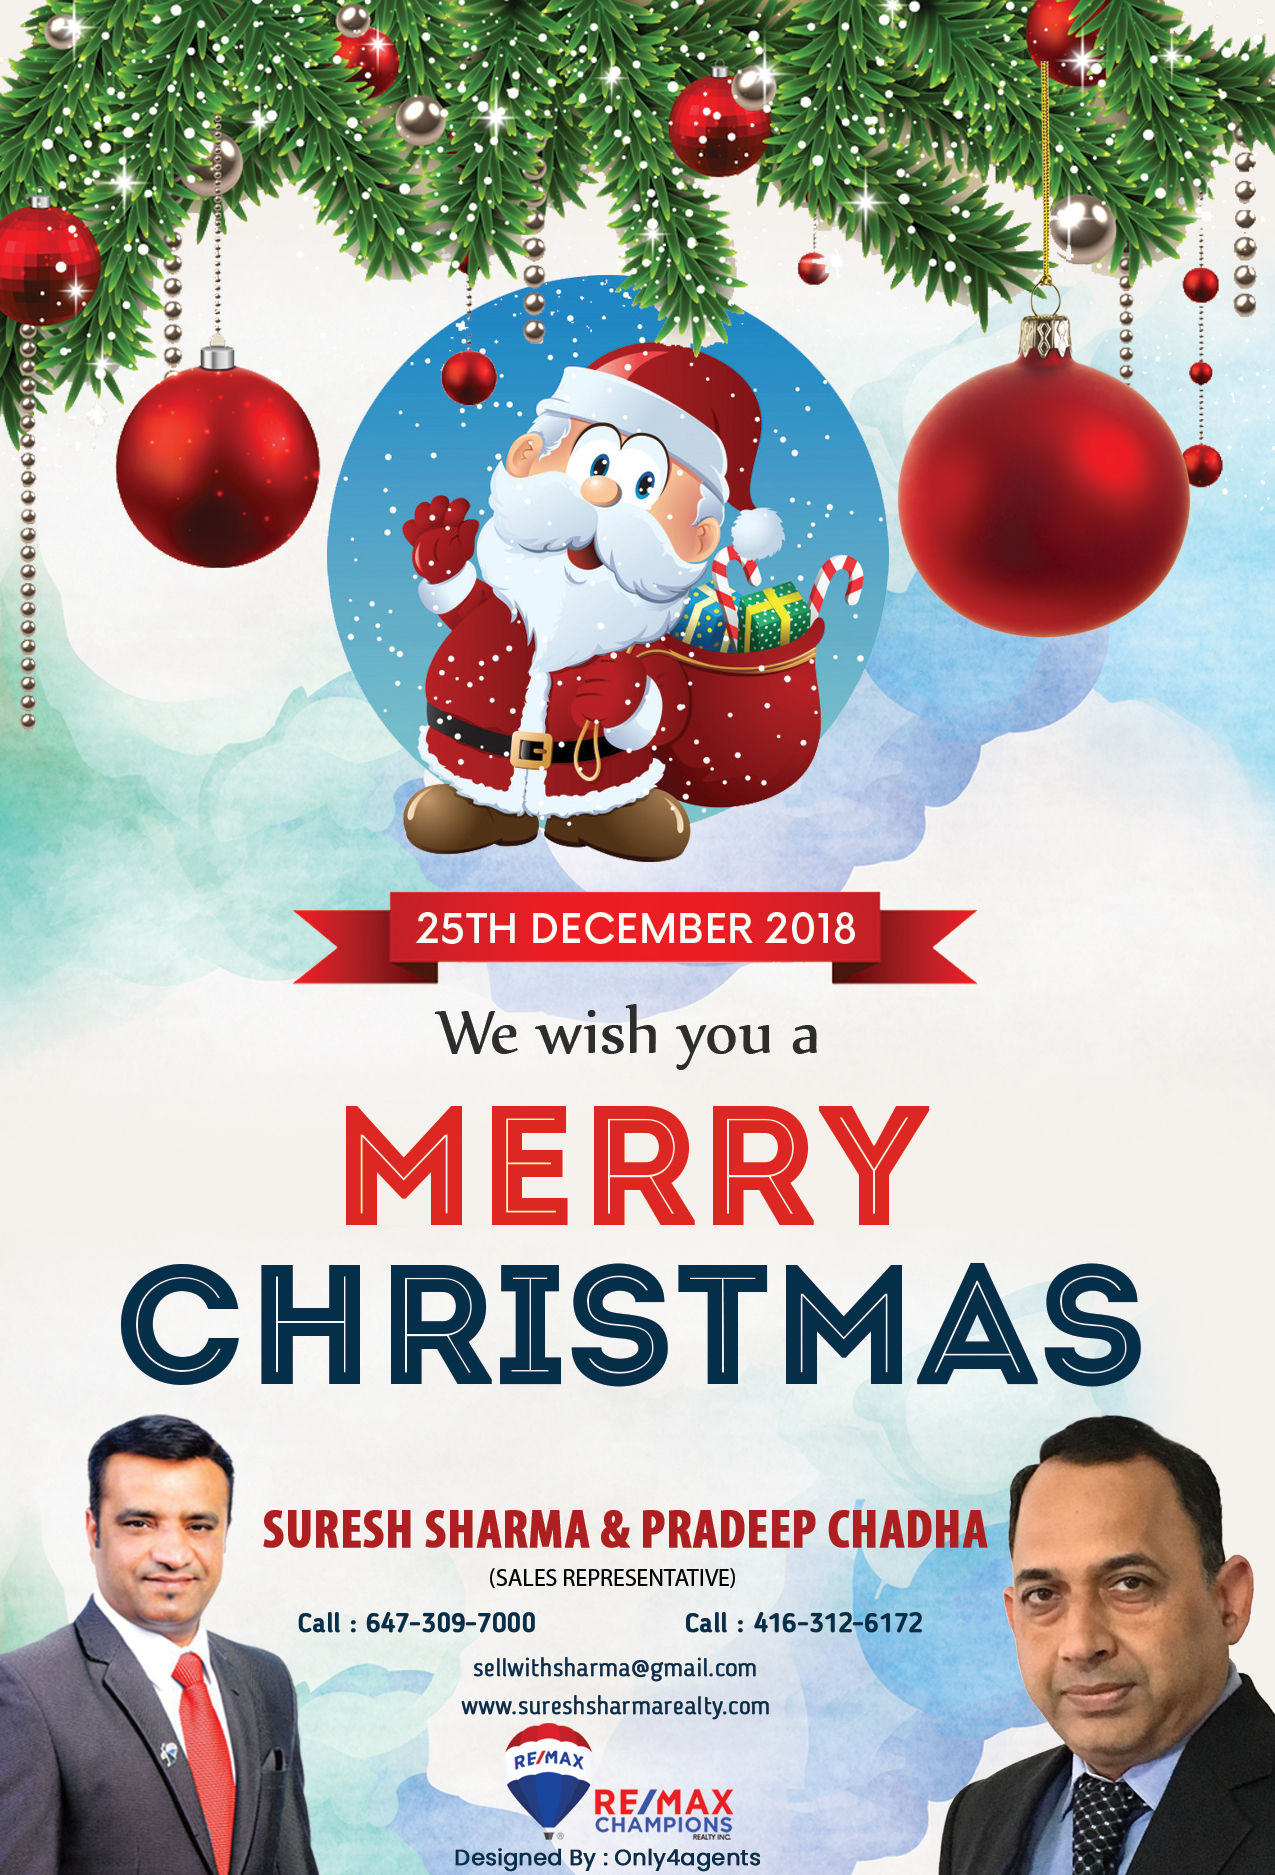 25TH DECEMBER 2018
We wish you a
MERRY
CHRISTMAS
SURESH SHARMA & PRADEEP CHADHA
(SALES REPRESENTATIVE)
Call : 647-309-7000 Call : 416-312-6172
sellwithsharma@gmail.com
www.sureshsharmarealty.com
RE/MAX
®
RE/MAX
CHAMPIONS
REALTY INC.
Designed By : Only4agents